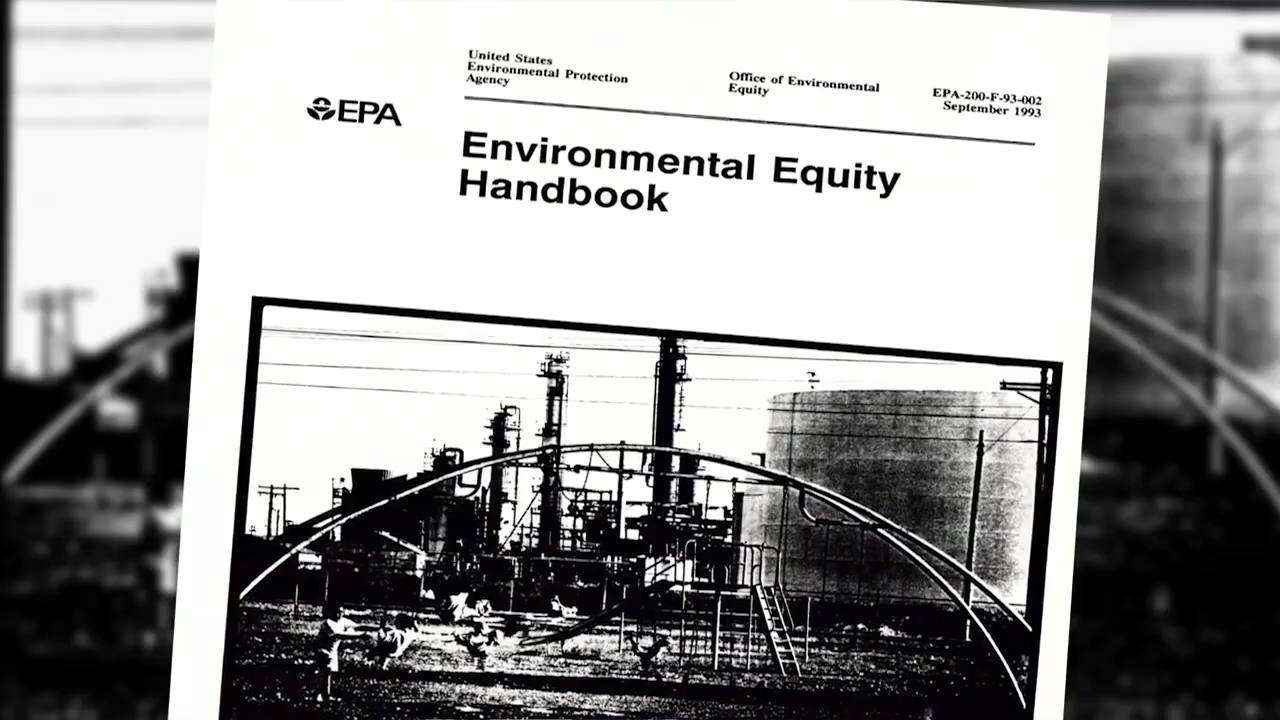 United States
Environmental Protection
Agency
Office of Environmental
Equity
EPA-200-F-93-002
September 1993
EPA
Environmental Equity
Handbook